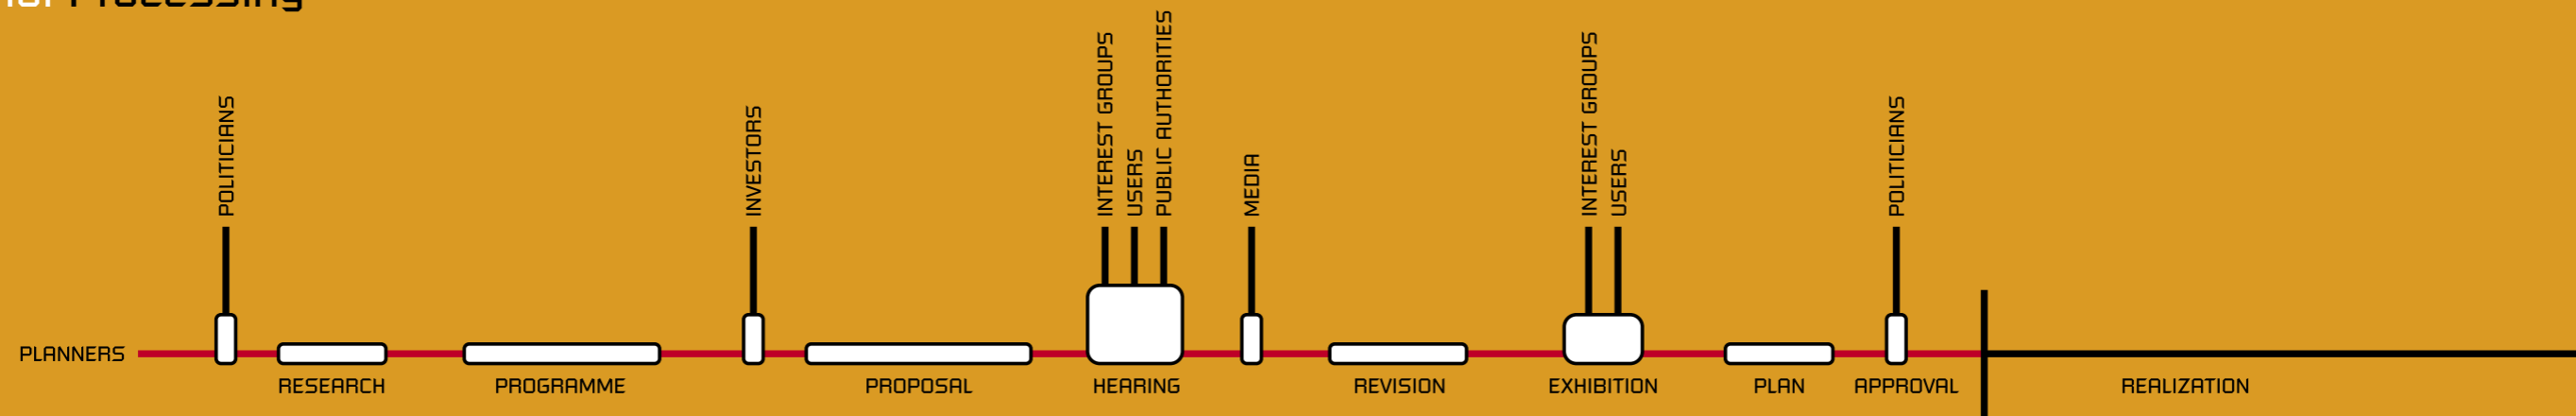 Processing
POLITICIANS
INVESTORS
INTEREST GROUPS
USERS
PUBLIC AUTHORITIES
MEDIA
INTEREST GROUPS
USERS
POLITICIANS
PLANNERS
RESEARCH
PROGRAMME
PROPOSAL
HEARING
REVISION
EXHIBITION
PLAN
APPROVAL
REALIZATION